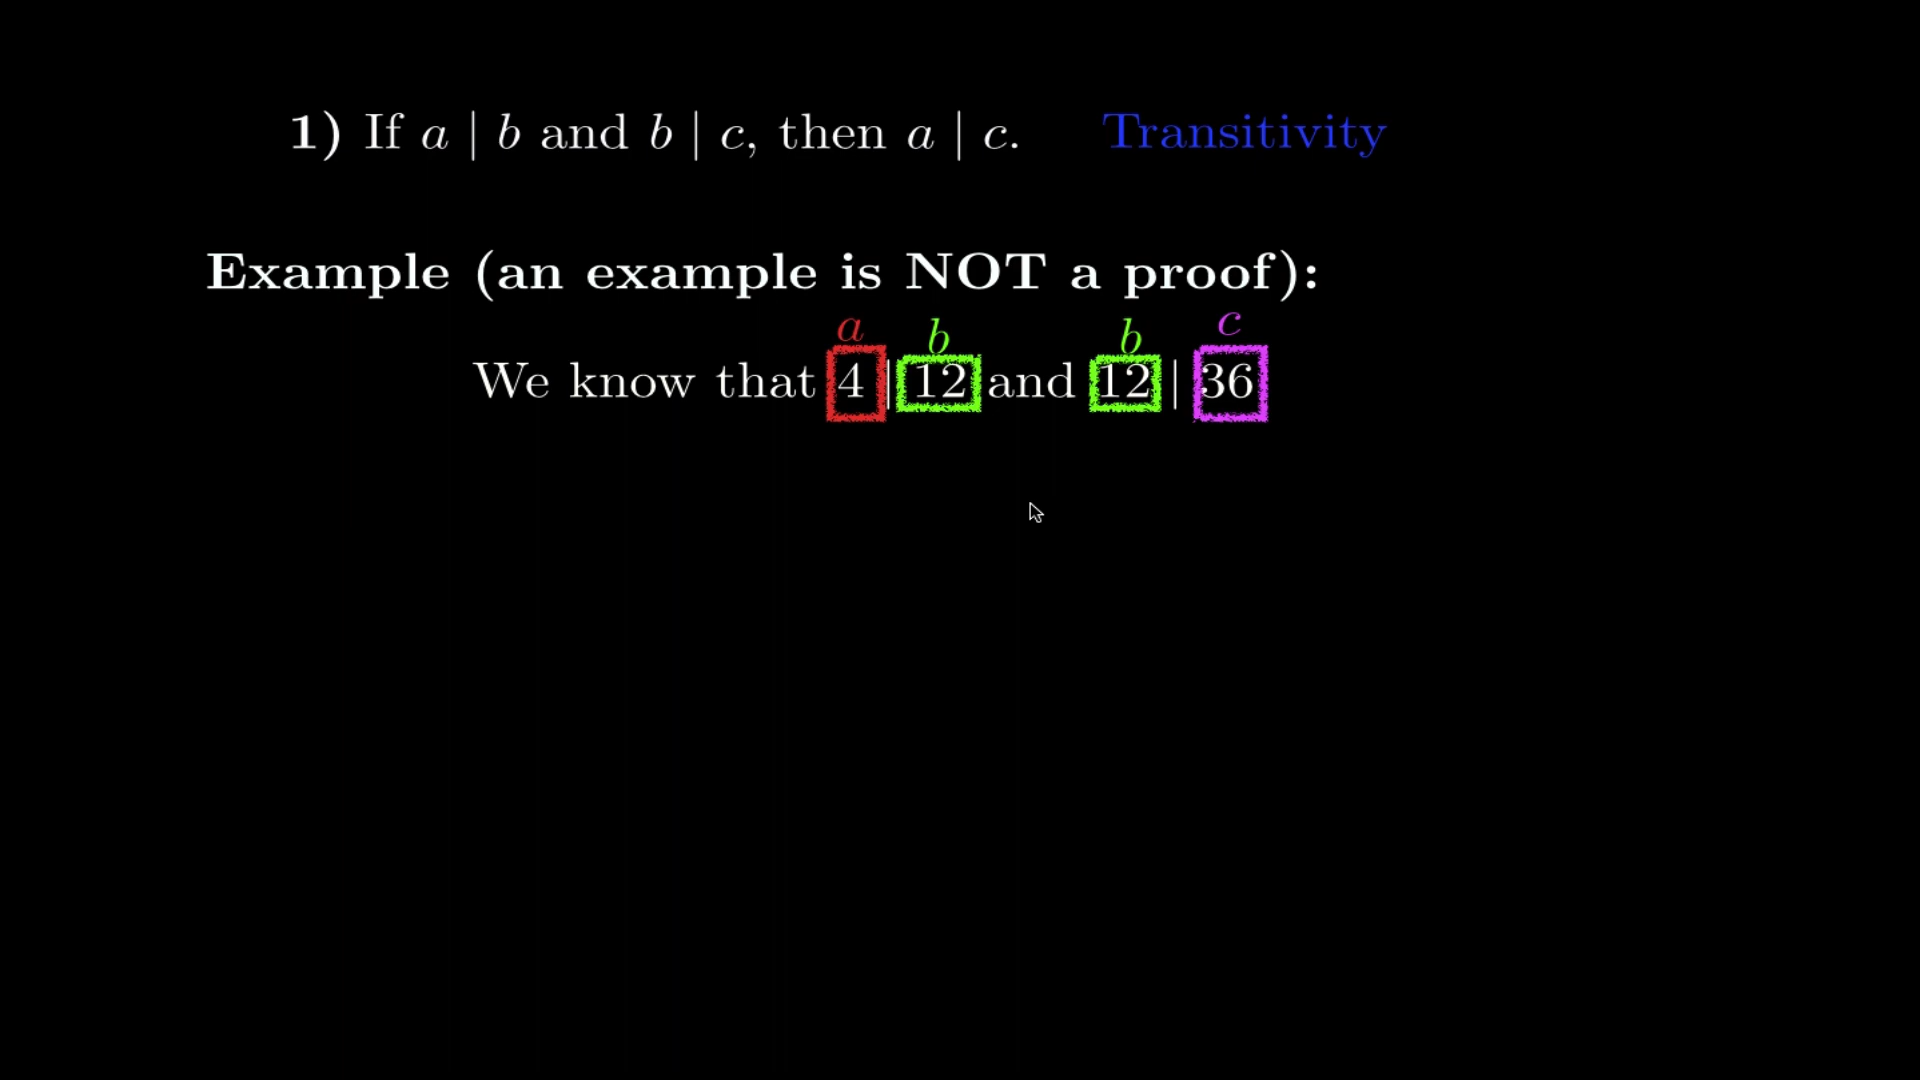 1) If a | b and b | c, then a | c. Transitivity
Example (an example is NOT a proof):
a b b c
We know that 4 | 12 and 12 | 36